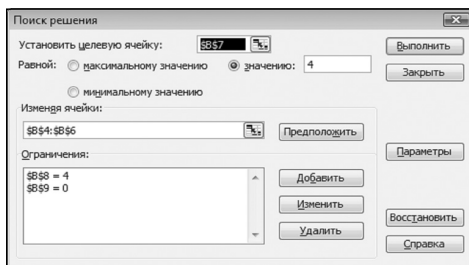 Поиск решения
Установить целевую ячейку: $B$7 Выполнить
Равной: максимальному значению значению: 4 Закрыть
минимальному значению
Изменяя ячейки:
$B$4:$B$6 Предположить
Ограничения: Параметры
$B$8 = 4 Добавить
$B$9 = 0
Изменить
Восстановить
Удалить
Справка